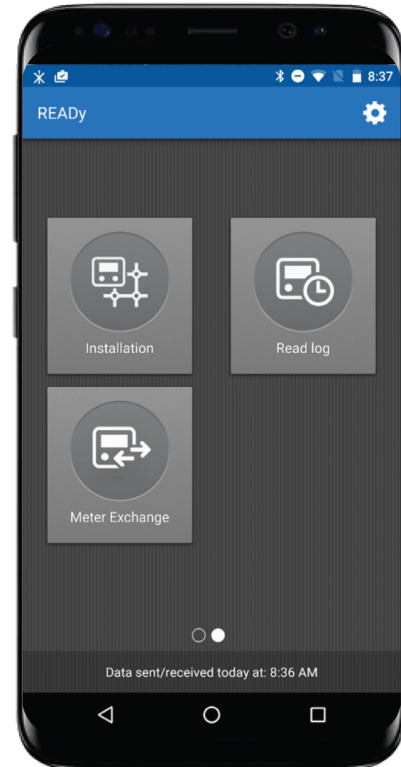 8:37
READy
Installation
Read log
Meter Exchange
Data sent/received today at: 8:36 AM